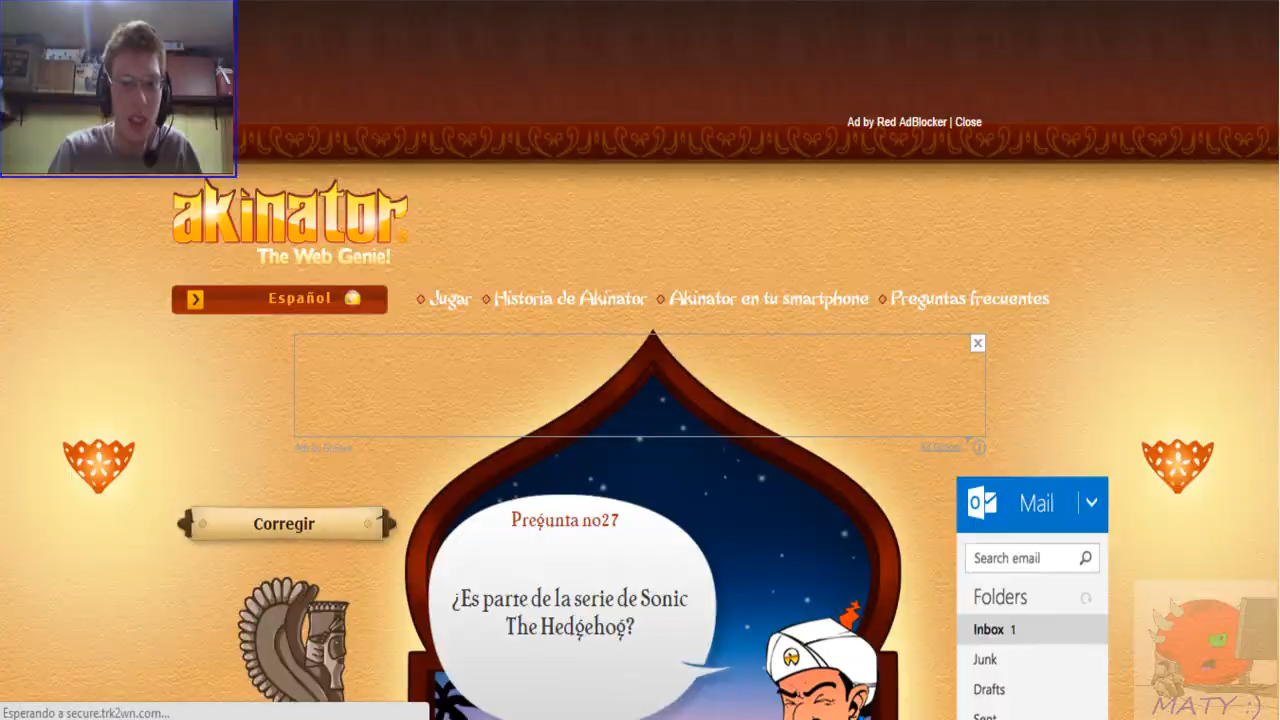 Ad by Red AdBlocker | Close
akinator
The Web Genie!
Español
Jugar
Historia de Akinator
Akinator en tu smartphone
Preguntas frecuentes
Corregir
Pregunta no27
¿Es parte de la serie de Sonic
The Hedgehog?
Mail
Search email
Folders
Inbox 1
Junk
Drafts
Esperando a secure.trk2wn.com...
MATY :)